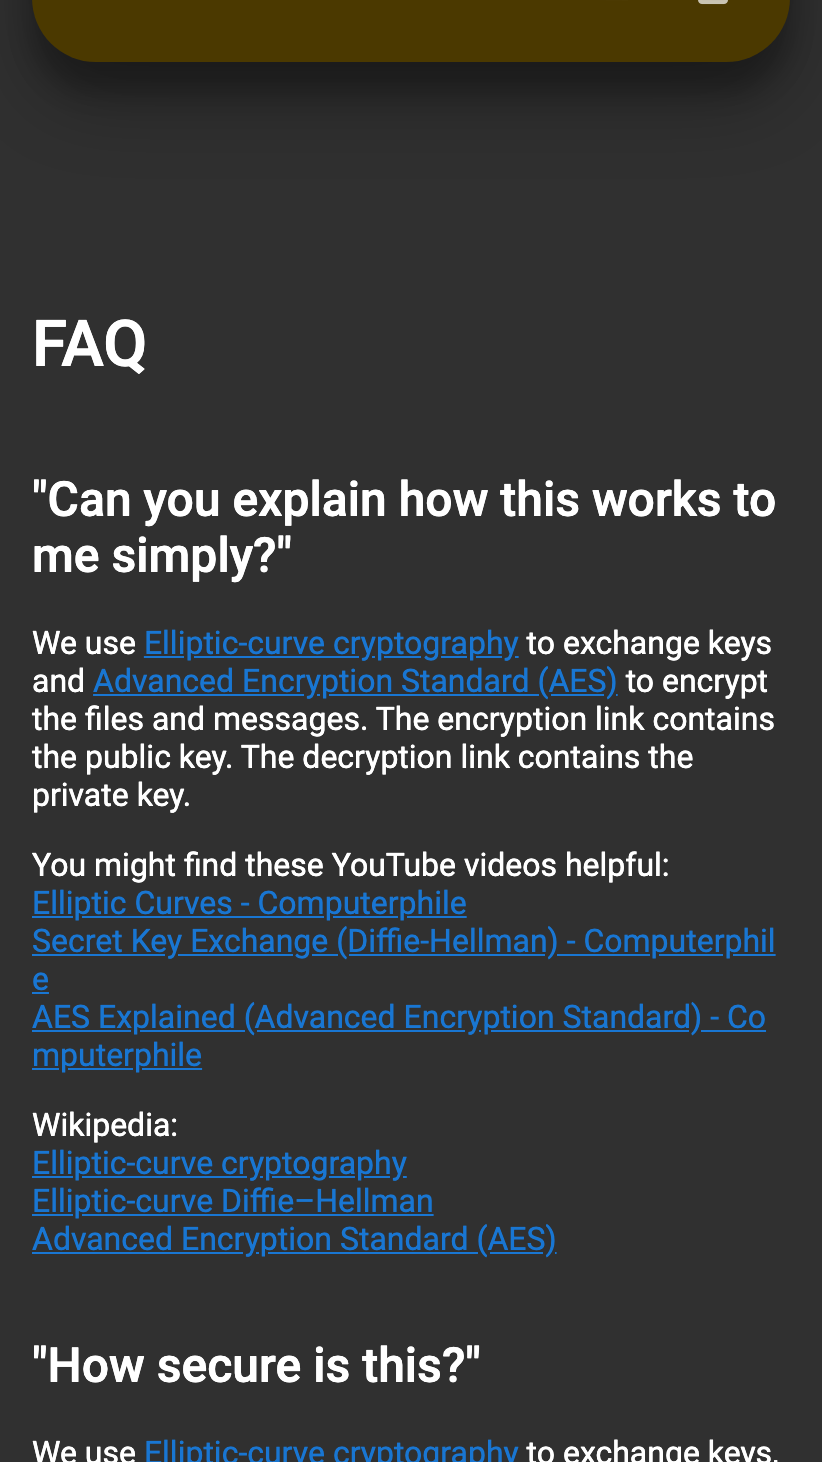 FAQ
"Can you explain how this works to
me simply?"
We use Elliptic-curve cryptography to exchange keys
and Advanced Encryption Standard (AES) to encrypt
the files and messages. The encryption link contains
the public key. The decryption link contains the
private key.
You might find these YouTube videos helpful:
Elliptic Curves - Computerphile
Secret Key Exchange (Diffie-Hellman) - Computerphil
e
AES Explained (Advanced Encryption Standard) - Co
mputerphile
Wikipedia:
Elliptic-curve cryptography
Elliptic-curve Diffie–Hellman
Advanced Encryption Standard (AES)
"How secure is this?"
We use Elliptic-curve cryptography to exchange keys,